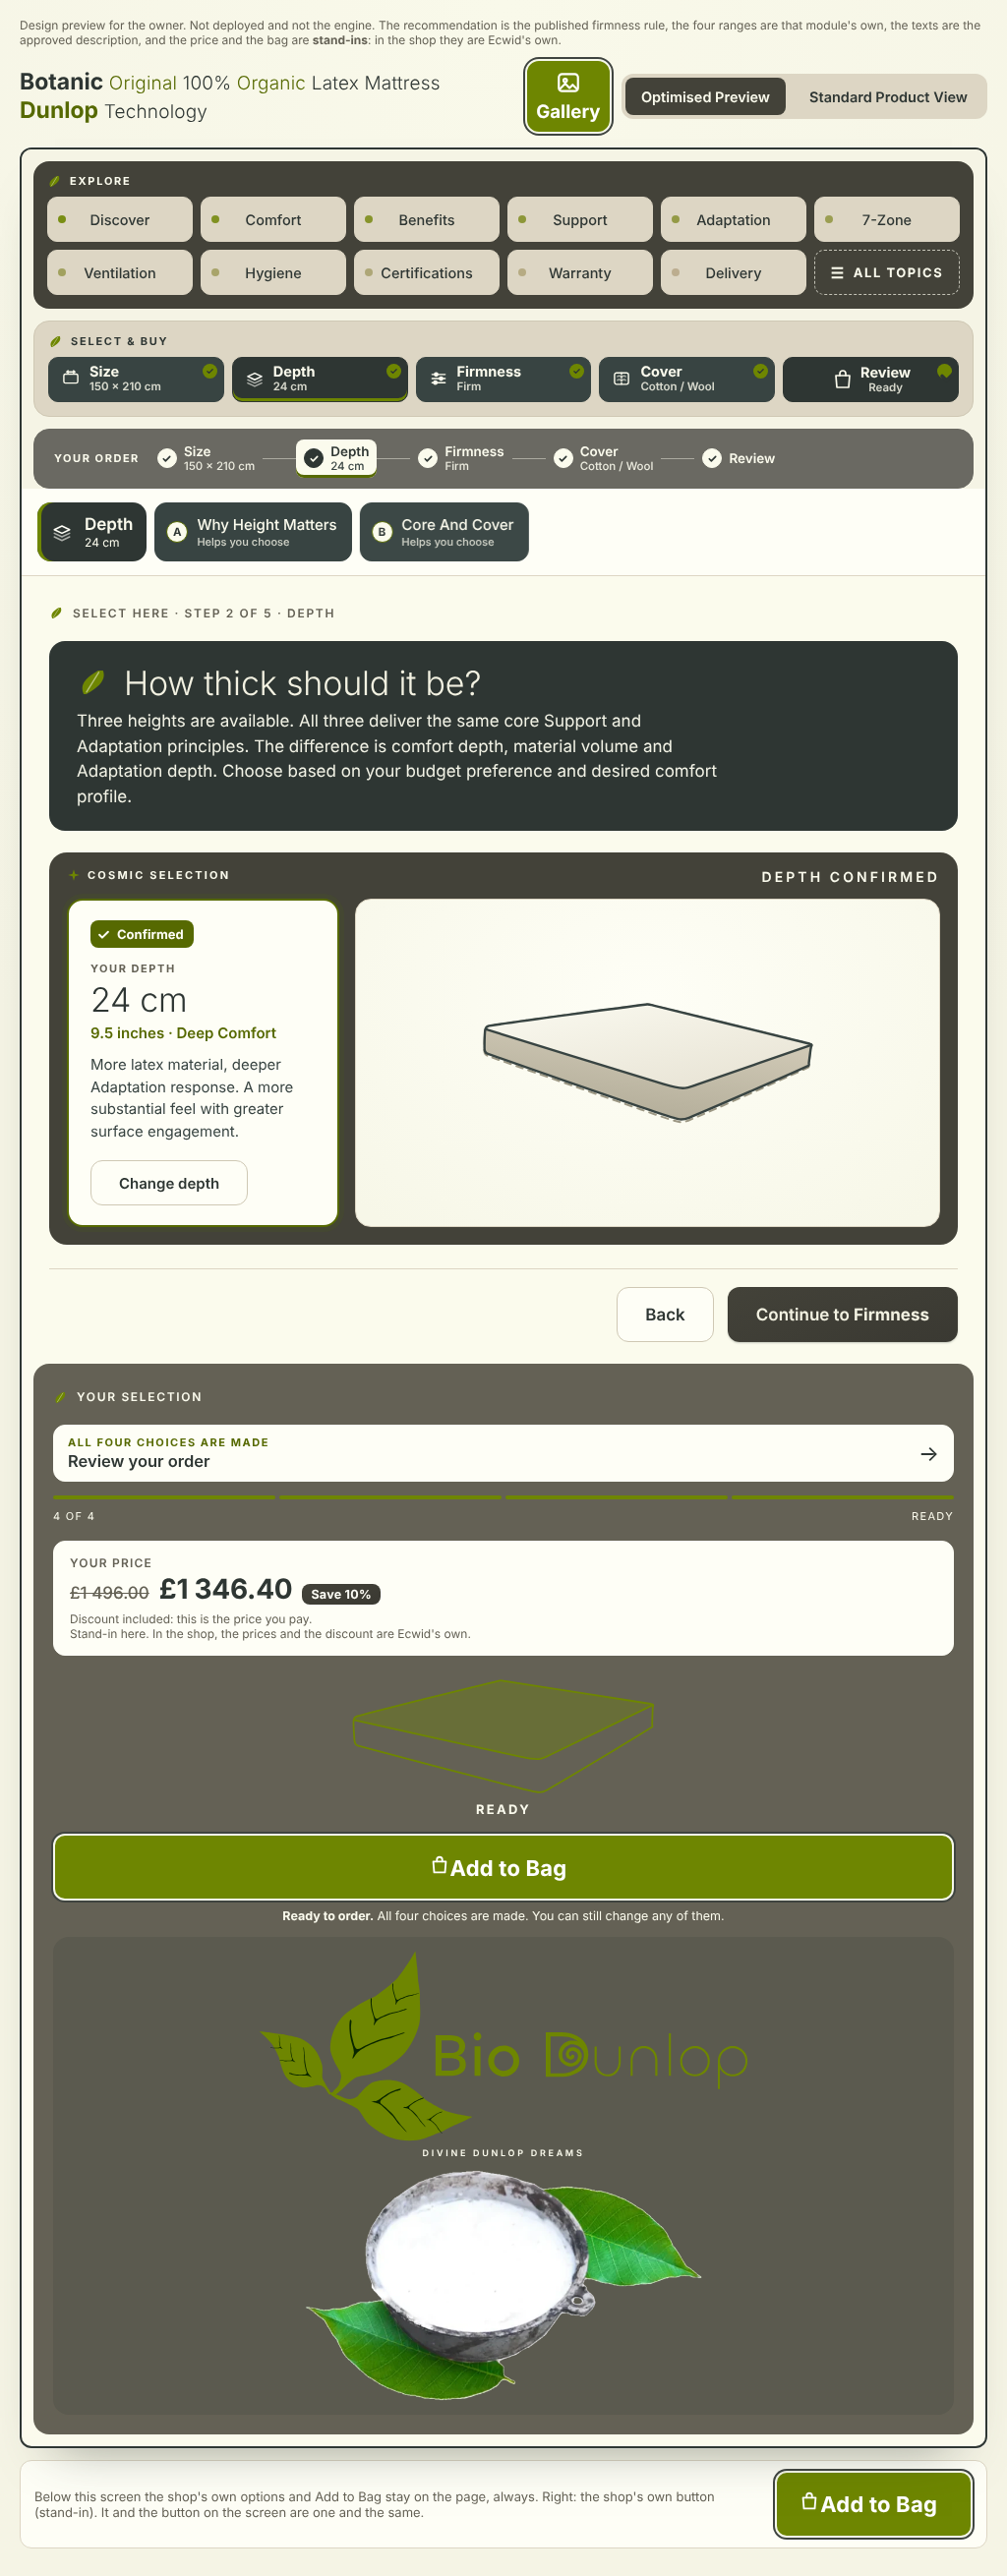 Design preview for the owner. Not deployed and not the engine. The recommendation is the published firmness rule, the four ranges are that module's own, the texts are the
approved description, and the price and the bag are stand-ins: in the shop they are Ecwid's own.
Botanic Original 100% Organic Latex Mattress
Dunlop Technology
Gallery
Optimised Preview
Standard Product View
EXPLORE
Discover
Comfort
Benefits
Support
Adaptation
7-Zone
Ventilation
Hygiene
Certifications
Warranty
Delivery
ALL TOPICS
SELECT & BUY
Size
150 × 210 cm
Depth
24 cm
Firmness
Firm
Cover
Cotton / Wool
Review
Ready
YOUR ORDER
Size
150 × 210 cm
Depth
24 cm
Firmness
Firm
Cover
Cotton / Wool
Review
Depth
24 cm
A
Why Height Matters
Helps you choose
B
Core And Cover
Helps you choose
SELECT HERE · STEP 2 OF 5 · DEPTH
How thick should it be?
Three heights are available. All three deliver the same core Support and
Adaptation principles. The difference is comfort depth, material volume and
Adaptation depth. Choose based on your budget preference and desired comfort
profile.
COSMIC SELECTION
DEPTH CONFIRMED
Confirmed
YOUR DEPTH
24 cm
9.5 inches · Deep Comfort
More latex material, deeper
Adaptation response. A more
substantial feel with greater
surface engagement.
Change depth
Back
Continue to Firmness
YOUR SELECTION
ALL FOUR CHOICES ARE MADE
Review your order
4 OF 4
READY
YOUR PRICE
£1 496.00 £1 346.40 Save 10%
Discount included: this is the price you pay.
Stand-in here. In the shop, the prices and the discount are Ecwid's own.
READY
Add to Bag
Ready to order. All four choices are made. You can still change any of them.
Bio Dunlop
DIVINE DUNLOP DREAMS
Below this screen the shop's own options and Add to Bag stay on the page, always. Right: the shop's own button
(stand-in). It and the button on the screen are one and the same.
Add to Bag